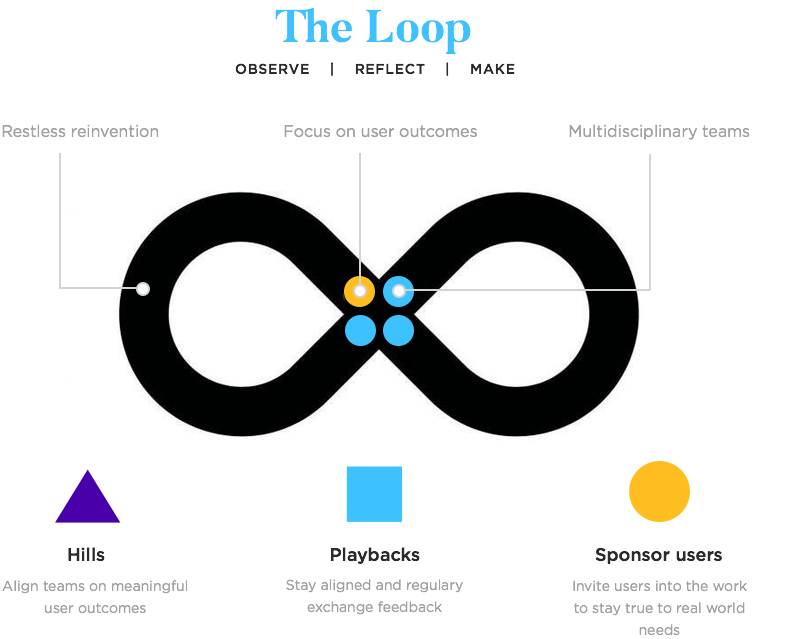 The Loop
OBSERVE | REFLECT | MAKE
Restless reinvention
Focus on user outcomes
Multidisciplinary teams
Hills
Align teams on meaningful
user outcomes
Playbacks
Stay aligned and regulary
exchange feedback
Sponsor users
Invite users into the work
to stay true to real world
needs